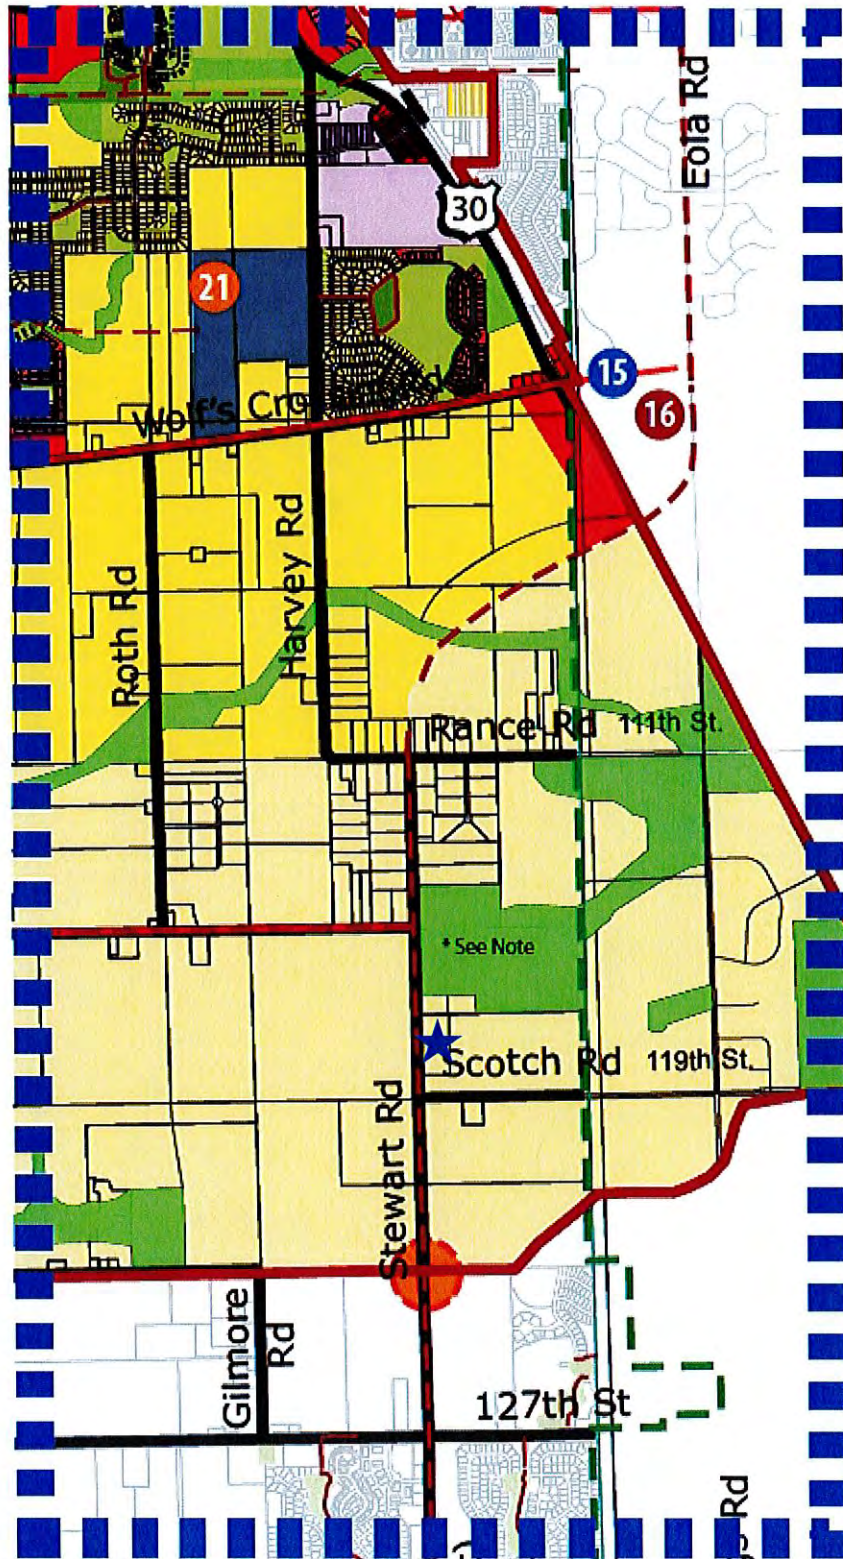 Eola Rd
30
21
15
16
Wolf's
Harvey Rd
Roth Rd
Rance Rd
111th St.
* See Note
Scotch Rd
119th St.
Stewart Rd
Gilmore
Rd
127th St
Rd